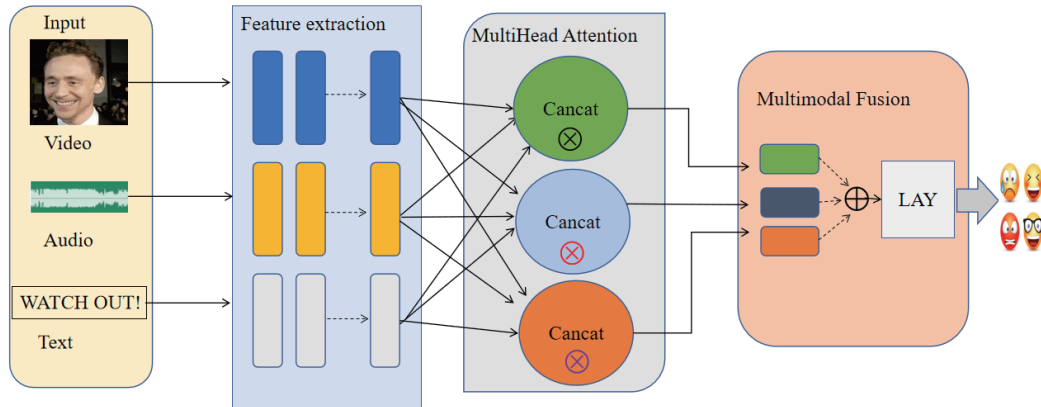 Input
Video
Audio
WATCH OUT!
Text
Feature extraction
MultiHead Attention
Cancat
Cancat
Cancat
Multimodal Fusion
LAY